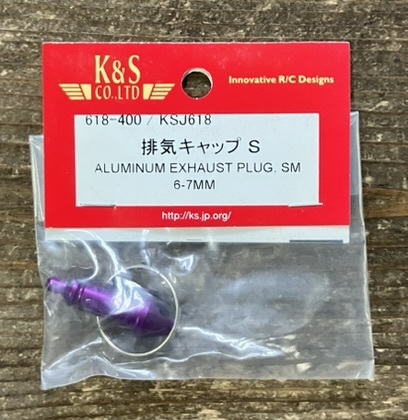 K&S
CO.,LTD
Innovative R/C Designs
618-400 / KSJ618
排気キャップ S
ALUMINUM EXHAUST PLUG, SM
6-7MM
http://ks.jp.org/